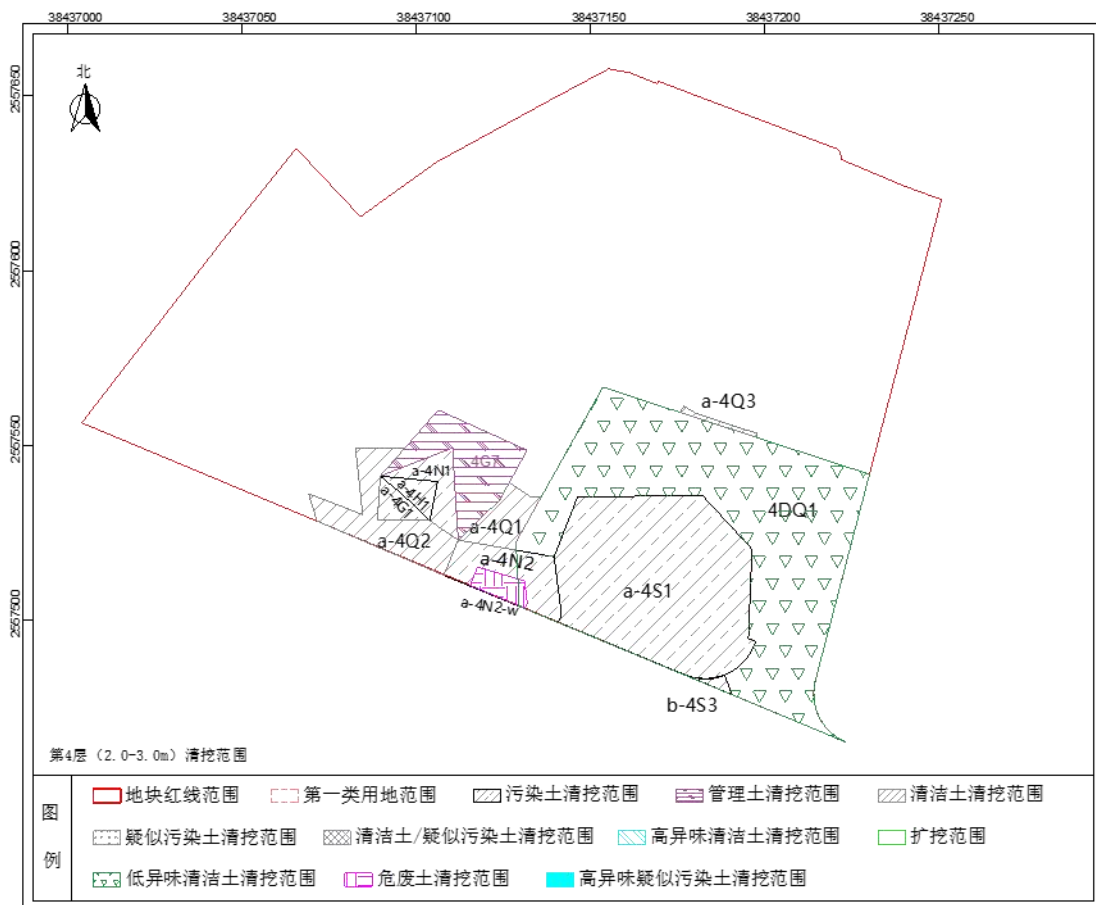 38437000 38437050 38437100 38437150 38437200 38437250
2557650
2557600
2557550
2557500
北
a-4Q3
4G7
a-4N1
a-4H1
a-4G1
4DQ1
a-4Q1
a-4Q2
a-4N2
a-4S1
a-4N2-w
b-4S3
第4层（2.0-3.0m）清挖范围
图例
地块红线范围 第一类用地范围 污染土清挖范围 管理土清挖范围 清洁土清挖范围
疑似污染土清挖范围 清洁土/疑似污染土清挖范围 高异味清洁土清挖范围 扩挖范围
低异味清洁土清挖范围 危废土清挖范围 高异味疑似污染土清挖范围